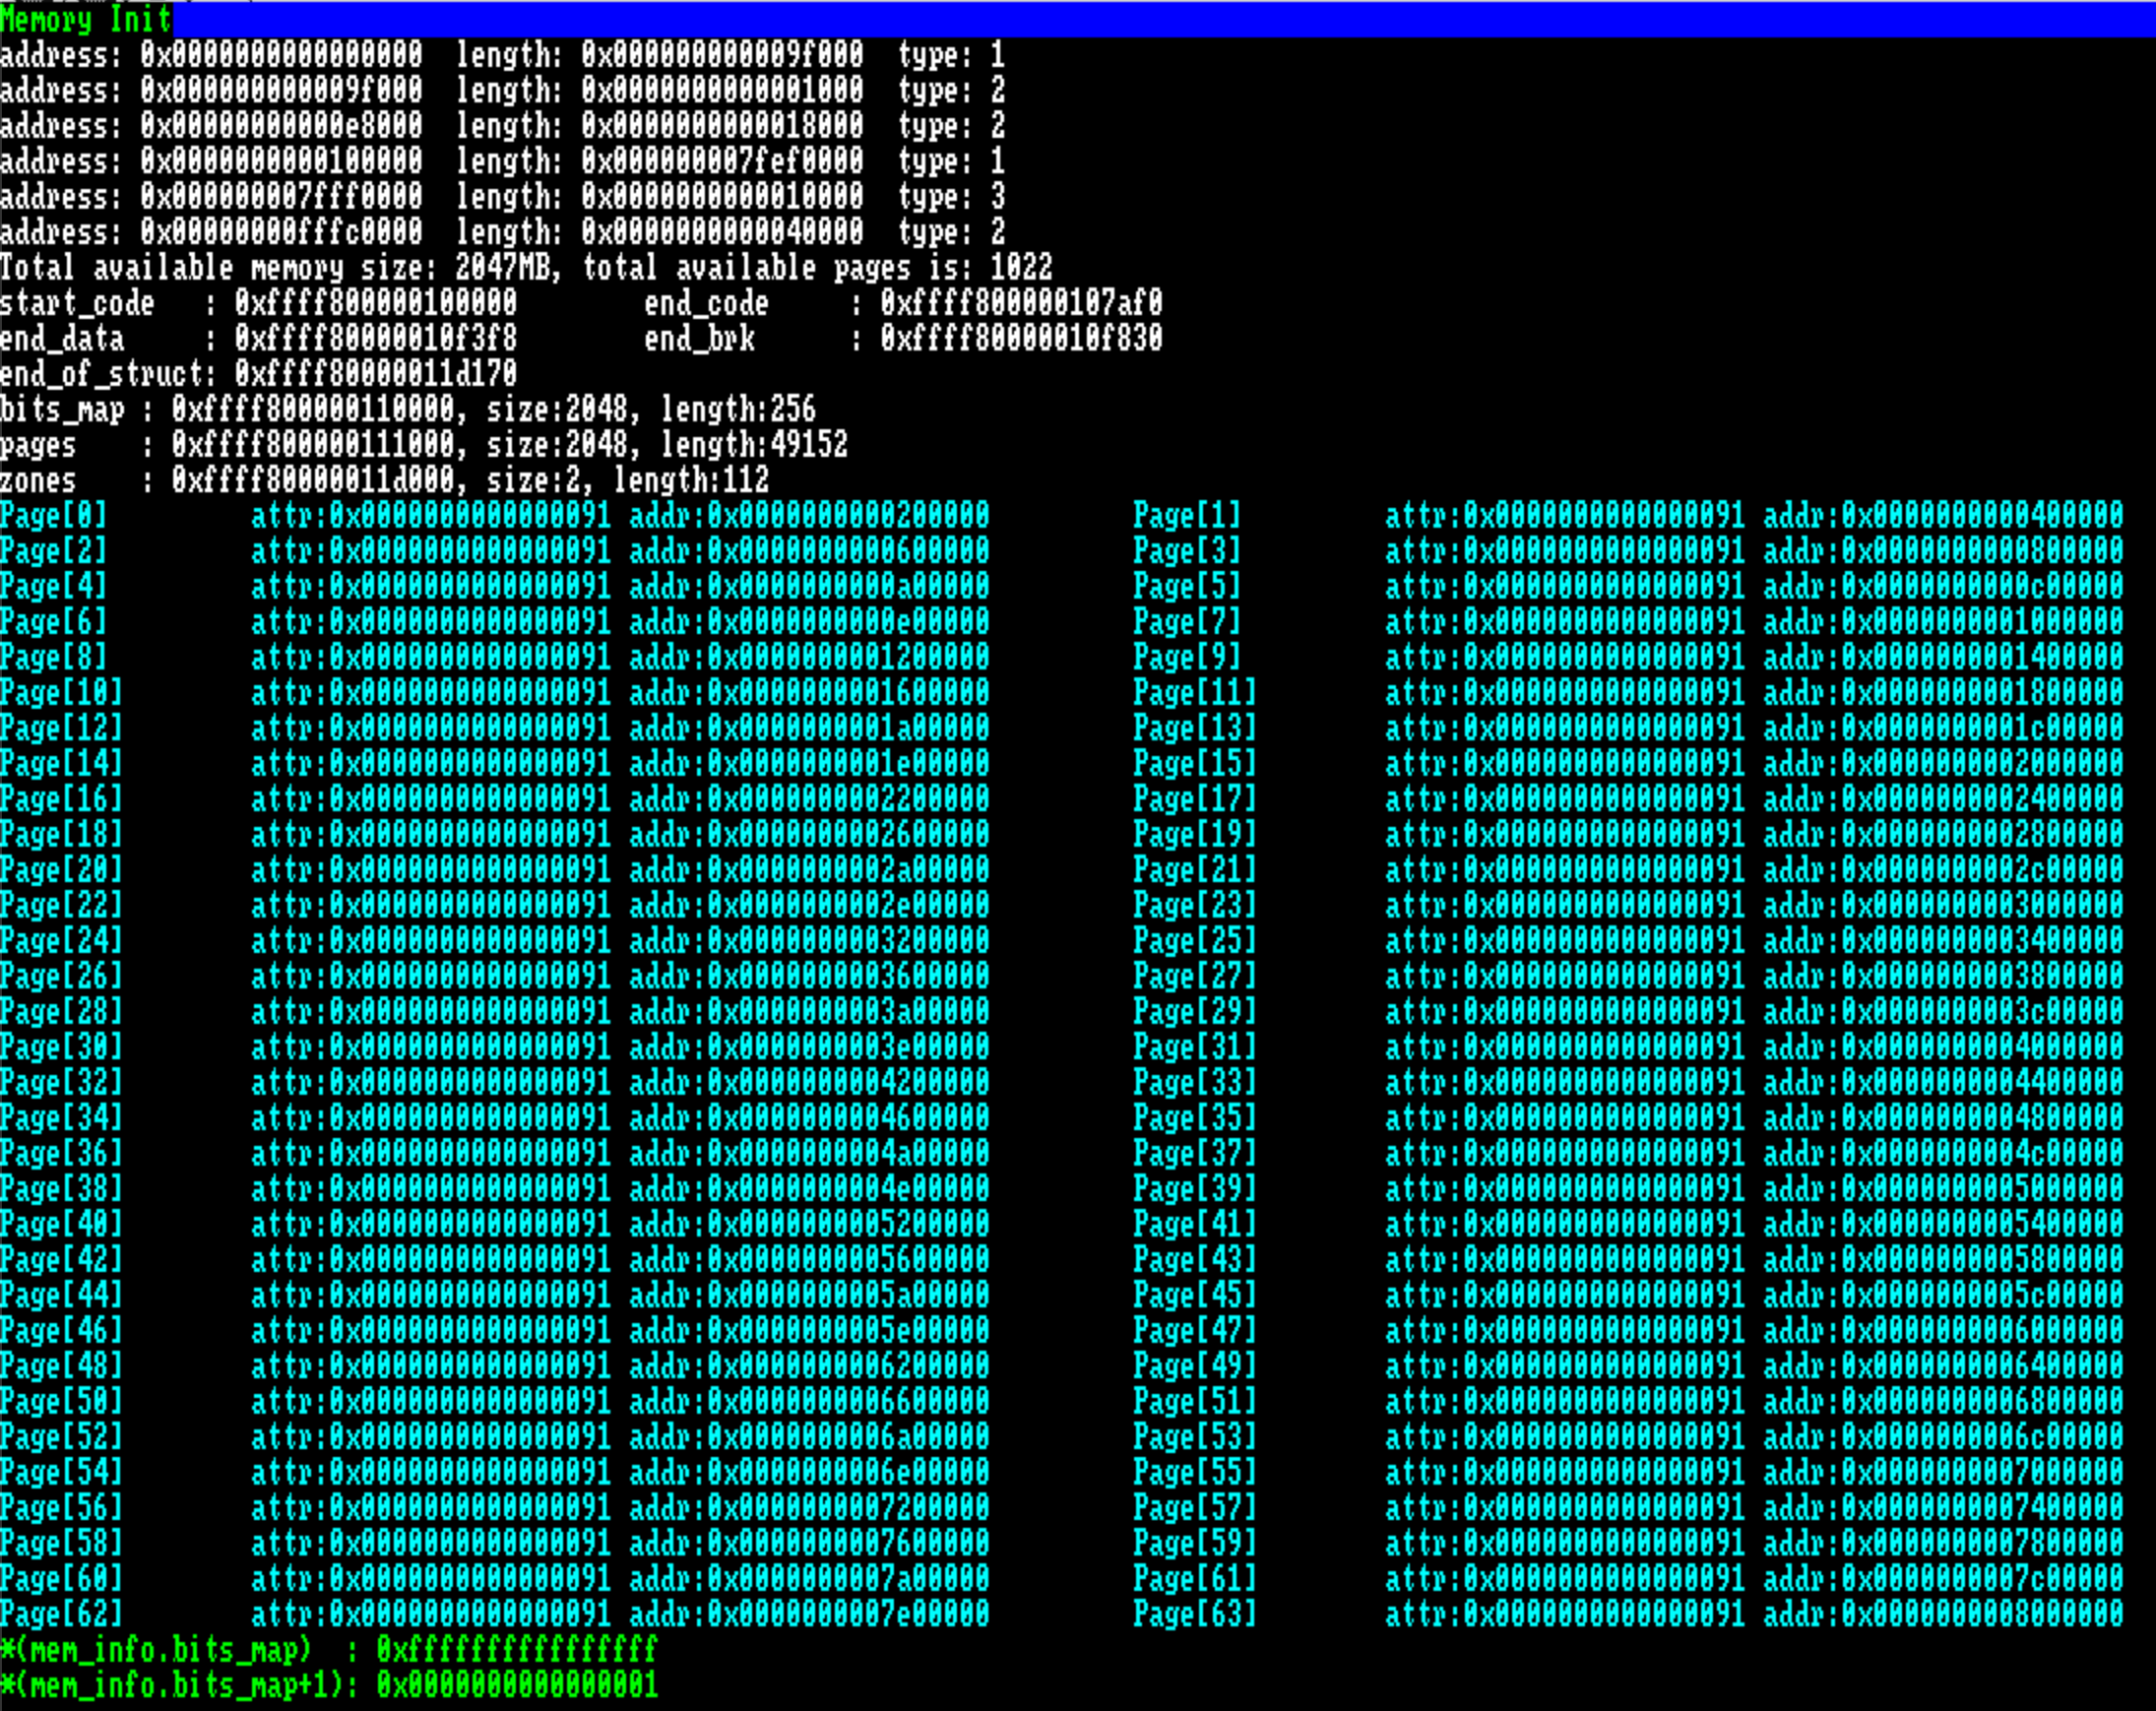 Memory Init
address: 0x0000000000000000  length: 0x000000000009f000  type: 1
address: 0x000000000009f000  length: 0x0000000000001000  type: 2
address: 0x00000000000e8000  length: 0x0000000000018000  type: 2
address: 0x0000000000100000  length: 0x000000007fef0000  type: 1
address: 0x000000007fff0000  length: 0x0000000000010000  type: 3
address: 0x00000000fffc0000  length: 0x0000000000040000  type: 2
Total available memory size: 2047MB, total available pages is: 1022
start_code   : 0xffff800000100000        end_code     : 0xffff800000107af0
end_data     : 0xffff80000010f3f8        end_brk      : 0xffff80000010f830
end_of_struct: 0xffff80000011d170
bits_map : 0xffff800000110000, size:2048, length:256
pages    : 0xffff800000111000, size:2048, length:49152
zones    : 0xffff80000011d000, size:2, length:112
Page[0] attr:0x0000000000000091 addr:0x0000000000200000 Page[1] attr:0x0000000000000091 addr:0x0000000000400000
Page[2] attr:0x0000000000000091 addr:0x0000000000600000 Page[3] attr:0x0000000000000091 addr:0x0000000000800000
Page[4] attr:0x0000000000000091 addr:0x0000000000a00000 Page[5] attr:0x0000000000000091 addr:0x0000000000c00000
Page[6] attr:0x0000000000000091 addr:0x0000000000e00000 Page[7] attr:0x0000000000000091 addr:0x0000000001000000
Page[8] attr:0x0000000000000091 addr:0x0000000001200000 Page[9] attr:0x0000000000000091 addr:0x0000000001400000
Page[10] attr:0x0000000000000091 addr:0x0000000001600000 Page[11] attr:0x0000000000000091 addr:0x0000000001800000
Page[12] attr:0x0000000000000091 addr:0x0000000001a00000 Page[13] attr:0x0000000000000091 addr:0x0000000001c00000
Page[14] attr:0x0000000000000091 addr:0x0000000001e00000 Page[15] attr:0x0000000000000091 addr:0x0000000002000000
Page[16] attr:0x0000000000000091 addr:0x0000000002200000 Page[17] attr:0x0000000000000091 addr:0x0000000002400000
Page[18] attr:0x0000000000000091 addr:0x0000000002600000 Page[19] attr:0x0000000000000091 addr:0x0000000002800000
Page[20] attr:0x0000000000000091 addr:0x0000000002a00000 Page[21] attr:0x0000000000000091 addr:0x0000000002c00000
Page[22] attr:0x0000000000000091 addr:0x0000000002e00000 Page[23] attr:0x0000000000000091 addr:0x0000000003000000
Page[24] attr:0x0000000000000091 addr:0x0000000003200000 Page[25] attr:0x0000000000000091 addr:0x0000000003400000
Page[26] attr:0x0000000000000091 addr:0x0000000003600000 Page[27] attr:0x0000000000000091 addr:0x0000000003800000
Page[28] attr:0x0000000000000091 addr:0x0000000003a00000 Page[29] attr:0x0000000000000091 addr:0x0000000003c00000
Page[30] attr:0x0000000000000091 addr:0x0000000003e00000 Page[31] attr:0x0000000000000091 addr:0x0000000004000000
Page[32] attr:0x0000000000000091 addr:0x0000000004200000 Page[33] attr:0x0000000000000091 addr:0x0000000004400000
Page[34] attr:0x0000000000000091 addr:0x0000000004600000 Page[35] attr:0x0000000000000091 addr:0x0000000004800000
Page[36] attr:0x0000000000000091 addr:0x0000000004a00000 Page[37] attr:0x0000000000000091 addr:0x0000000004c00000
Page[38] attr:0x0000000000000091 addr:0x0000000004e00000 Page[39] attr:0x0000000000000091 addr:0x0000000005000000
Page[40] attr:0x0000000000000091 addr:0x0000000005200000 Page[41] attr:0x0000000000000091 addr:0x0000000005400000
Page[42] attr:0x0000000000000091 addr:0x0000000005600000 Page[43] attr:0x0000000000000091 addr:0x0000000005800000
Page[44] attr:0x0000000000000091 addr:0x0000000005a00000 Page[45] attr:0x0000000000000091 addr:0x0000000005c00000
Page[46] attr:0x0000000000000091 addr:0x0000000005e00000 Page[47] attr:0x0000000000000091 addr:0x0000000006000000
Page[48] attr:0x0000000000000091 addr:0x0000000006200000 Page[49] attr:0x0000000000000091 addr:0x0000000006400000
Page[50] attr:0x0000000000000091 addr:0x0000000006600000 Page[51] attr:0x0000000000000091 addr:0x0000000006800000
Page[52] attr:0x0000000000000091 addr:0x0000000006a00000 Page[53] attr:0x0000000000000091 addr:0x0000000006c00000
Page[54] attr:0x0000000000000091 addr:0x0000000006e00000 Page[55] attr:0x0000000000000091 addr:0x0000000007000000
Page[56] attr:0x0000000000000091 addr:0x0000000007200000 Page[57] attr:0x0000000000000091 addr:0x0000000007400000
Page[58] attr:0x0000000000000091 addr:0x0000000007600000 Page[59] attr:0x0000000000000091 addr:0x0000000007800000
Page[60] attr:0x0000000000000091 addr:0x0000000007a00000 Page[61] attr:0x0000000000000091 addr:0x0000000007c00000
Page[62] attr:0x0000000000000091 addr:0x0000000007e00000 Page[63] attr:0x0000000000000091 addr:0x0000000008000000
*(mem_info.bits_map)  : 0xffffffffffffffff
*(mem_info.bits_map+1): 0x0000000000000001